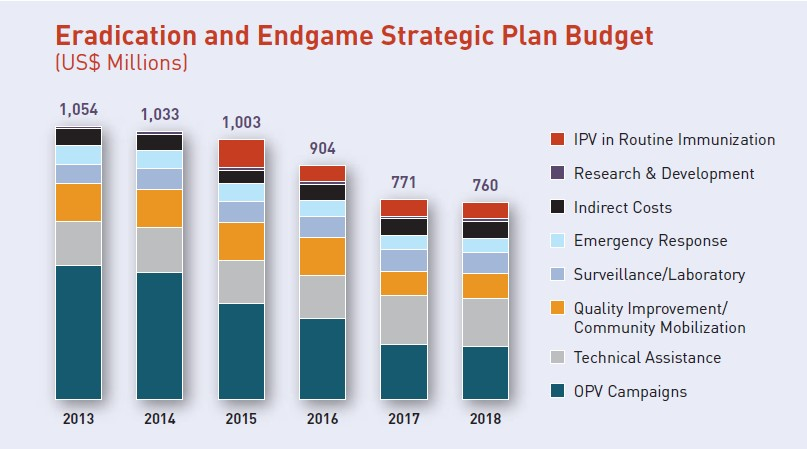 Eradication and Endgame Strategic Plan Budget
(US$ Millions)
1,054
1,033
1,003
904
771
760
IPV in Routine Immunization
Research & Development
Indirect Costs
Emergency Response
Surveillance/Laboratory
Quality Improvement/
Community Mobilization
Technical Assistance
OPV Campaigns
2013
2014
2015
2016
2017
2018